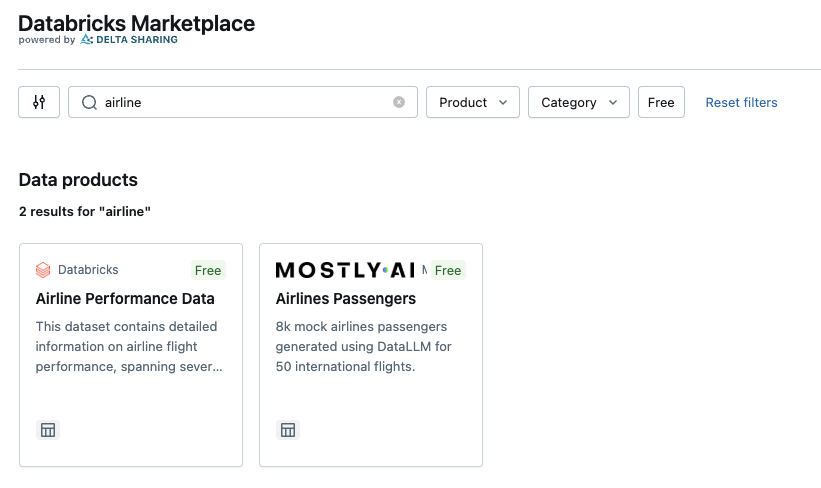 Databricks Marketplace
powered by DELTA SHARING
airline
Product
Category
Free
Reset filters
Data products
2 results for "airline"
Databricks
Free
Airline Performance Data
This dataset contains detailed
information on airline flight
performance, spanning sever...
MOSTLY·AI
Free
Airlines Passengers
8k mock airlines passengers
generated using DataLLM for
50 international flights.